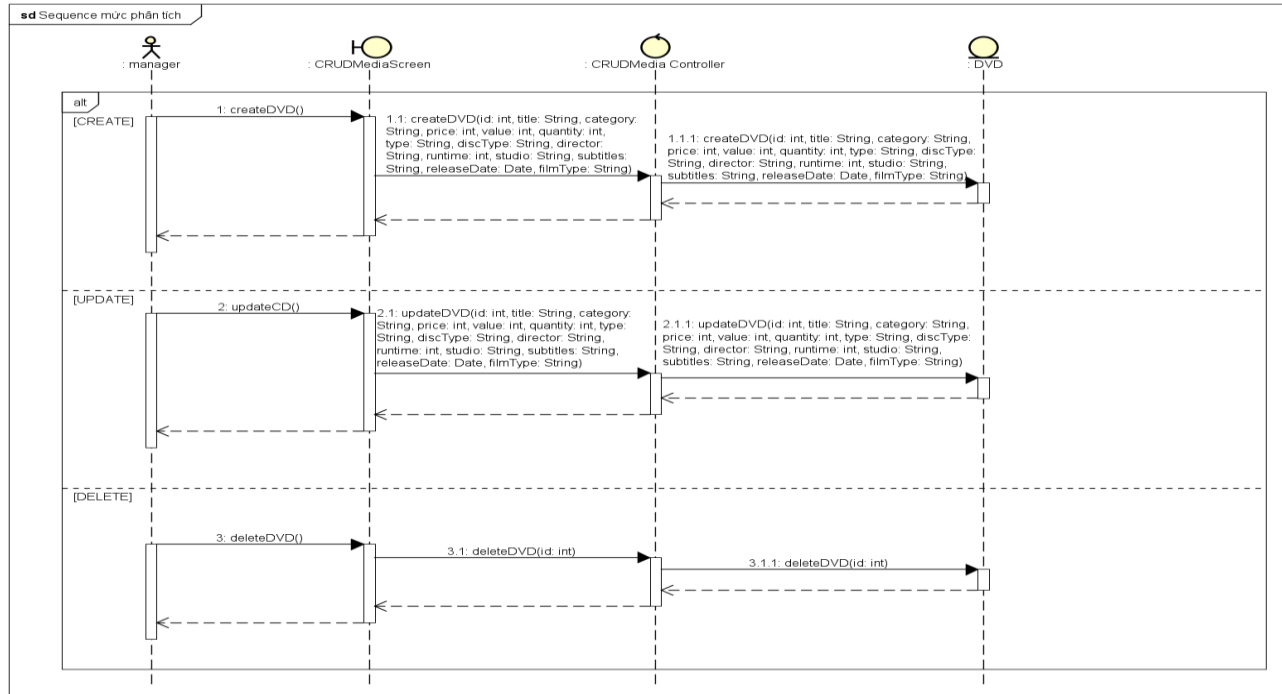 sd Sequence mức phân tích
: manager
: CRUDMediaScreen
: CRUDMedia Controller
: DVD
alt
[CREATE]
1: createDVD()
1.1: createDVD(id: int, title: String, category:
String, price: int, value: int, quantity: int,
type: String, discType: String, director:
String, runtime: int, studio: String, subtitles:
String, releaseDate: Date, filmType: String)
1.1.1: createDVD(id: int, title: String, category: String,
price: int, value: int, quantity: int, type: String, discType:
String, director: String, runtime: int, studio: String,
subtitles: String, releaseDate: Date, filmType: String)
[UPDATE]
2: updateCD()
2.1: updateDVD(id: int, title: String, category:
String, price: int, value: int, quantity: int, type:
String, discType: String, director: String,
runtime: int, studio: String, subtitles: String,
releaseDate: Date, filmType: String)
2.1.1: updateDVD(id: int, title: String, category: String,
price: int, value: int, quantity: int, type: String, discType:
String, director: String, runtime: int, studio: String,
subtitles: String, releaseDate: Date, filmType: String)
[DELETE]
3: deleteDVD()
3.1: deleteDVD(id: int)
3.1.1: deleteDVD(id: int)